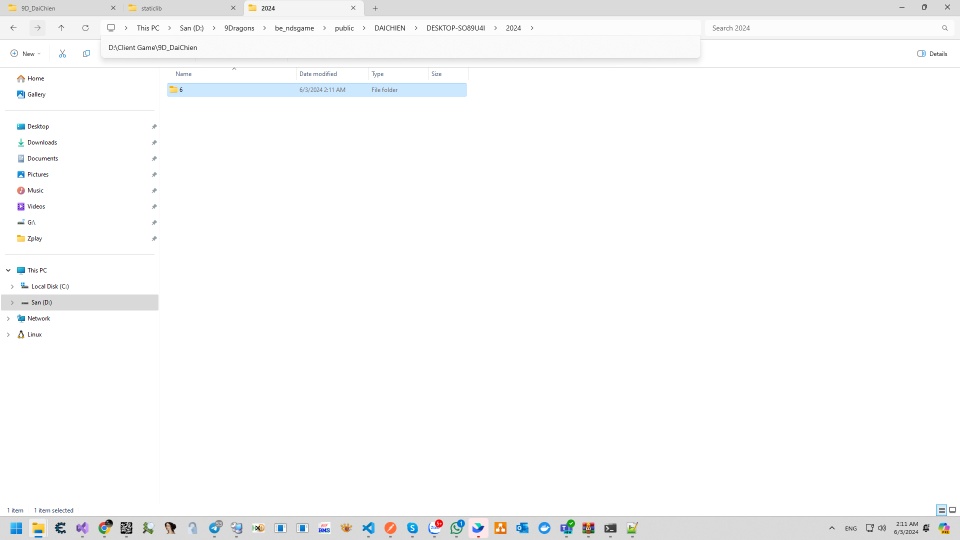 9D_DaiChien
staticlib
2024
This PC
San (D:)
9Dragons
be_ndsgame
public
DAICHIEN
DESKTOP-SO89U4I
2024
Search 2024
D:\Client Game\9D_DaiChien
New
Details
Name
Date modified
Type
Size
6
6/3/2024 2:11 AM
File folder
Home
Gallery
Desktop
Downloads
Documents
Pictures
Music
Videos
G:\
Zplay
This PC
Local Disk (C:)
San (D:)
Network
Linux
1 item
1 item selected
ENG
2:11 AM
6/3/2024